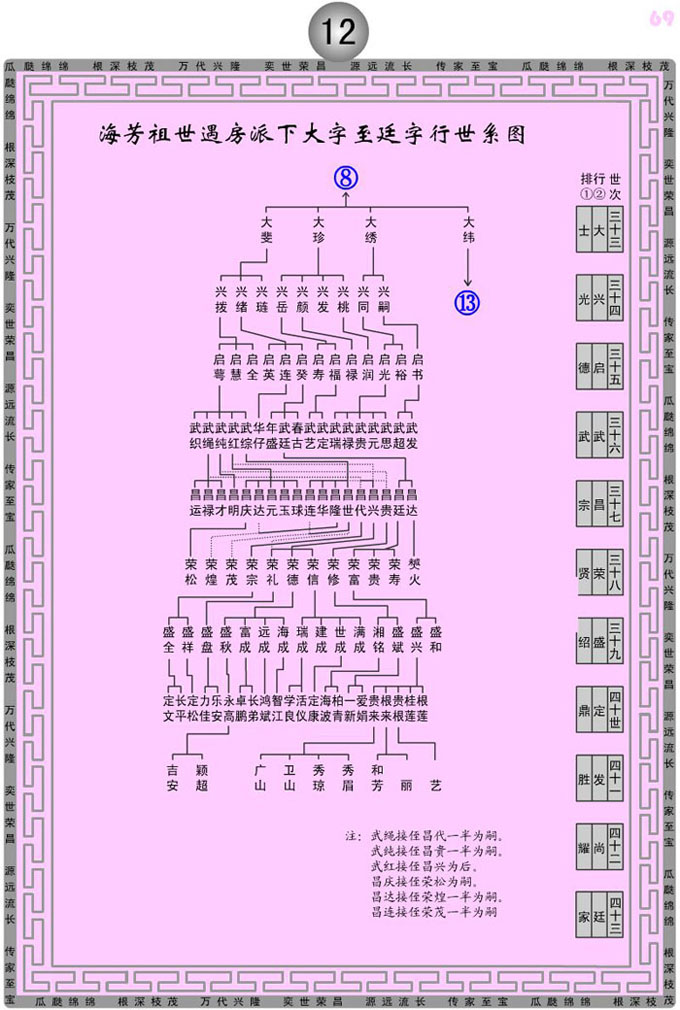 12
69
瓜瓞绵绵 根深枝茂 万代兴隆 奕世荣昌 源远流长 传家至宝 瓜瓞绵绵 根深枝茂
海芳祖世遇房派下大字至廷字行世系图
⑧
排行 世
①② 次
大斐 大珍 大绣 大纬
士 大 三十三
⑬
兴拨 兴绪 兴琏 兴岳 兴颜 兴发 兴桃 兴同 兴嗣
光 兴 三十四
启萼 启慧 启全 启英 启连 启癸 启寿 启福 启禄 启润 启光 启裕 启书
德 启 三十五
武织 武绳 武纯 武红 武综 华仔 年盛 武廷 春古 武艺 武定 武瑞 武禄 武贵 武元 武思 武超 武发
武 武 三十六
昌运 昌禄 昌才 昌明 昌庆 昌达 昌元 昌玉 昌球 昌连 昌华 昌隆 昌世 昌代 昌兴 昌贵 昌廷 昌达
宗 昌 三十七
荣松 荣煌 荣茂 荣宗 荣礼 荣德 荣信 荣修 荣富 荣贵 荣寿 樊火
贤 荣 三十八
盛全 盛祥 盛盘 盛秋 富成 远成 海成 瑞成 建成 世成 满成 湘铭 盛斌 盛兴 盛和
绍 盛 三十九
定文 长平 定松 力佳 乐安 永高 卓鹏 长弟 鸿斌 智江 学良 活仪 定康 海波 柏青 一新 爱娟 贵来 根来 贵根 桂莲 根莲
鼎 定 四十世
吉安 颖超 广山 卫山 秀琼 秀眉 和芳 丽 艺
胜 发 四十一
注：武绳接侄昌代一半为嗣。
武纯接侄昌贵一半为嗣。
武红接侄昌兴为后。
昌庆接侄荣松为嗣。
昌达接侄荣煌一半为嗣。
昌连接侄荣茂一半为嗣
耀 尚 四十二
家 廷 四十三
瓜瓞绵绵 根深枝茂 万代兴隆 奕世荣昌 源远流长 传家至宝 瓜瓞绵绵 根深枝茂 万代兴隆 奕世荣昌 源远流长 传家至宝
万代兴隆 奕世荣昌 源远流长 传家至宝 瓜瓞绵绵 根深枝茂 万代兴隆 奕世荣昌 源远流长 传家至宝 瓜瓞绵绵 根深枝茂
瓜瓞绵绵 根深枝茂 万代兴隆 奕世荣昌 源远流长 传家至宝 瓜瓞绵绵 根深枝茂